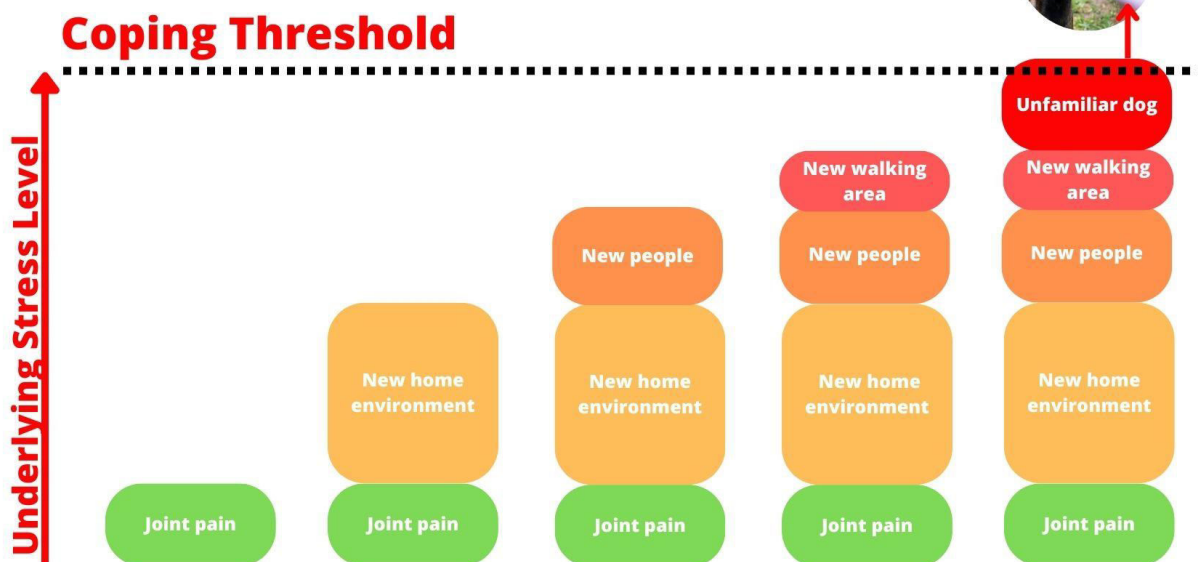 Coping Threshold
Underlying Stress Level
Unfamiliar dog
New walking
area
New walking
area
New people
New people
New people
New home
environment
New home
environment
New home
environment
New home
environment
Joint pain
Joint pain
Joint pain
Joint pain
Joint pain